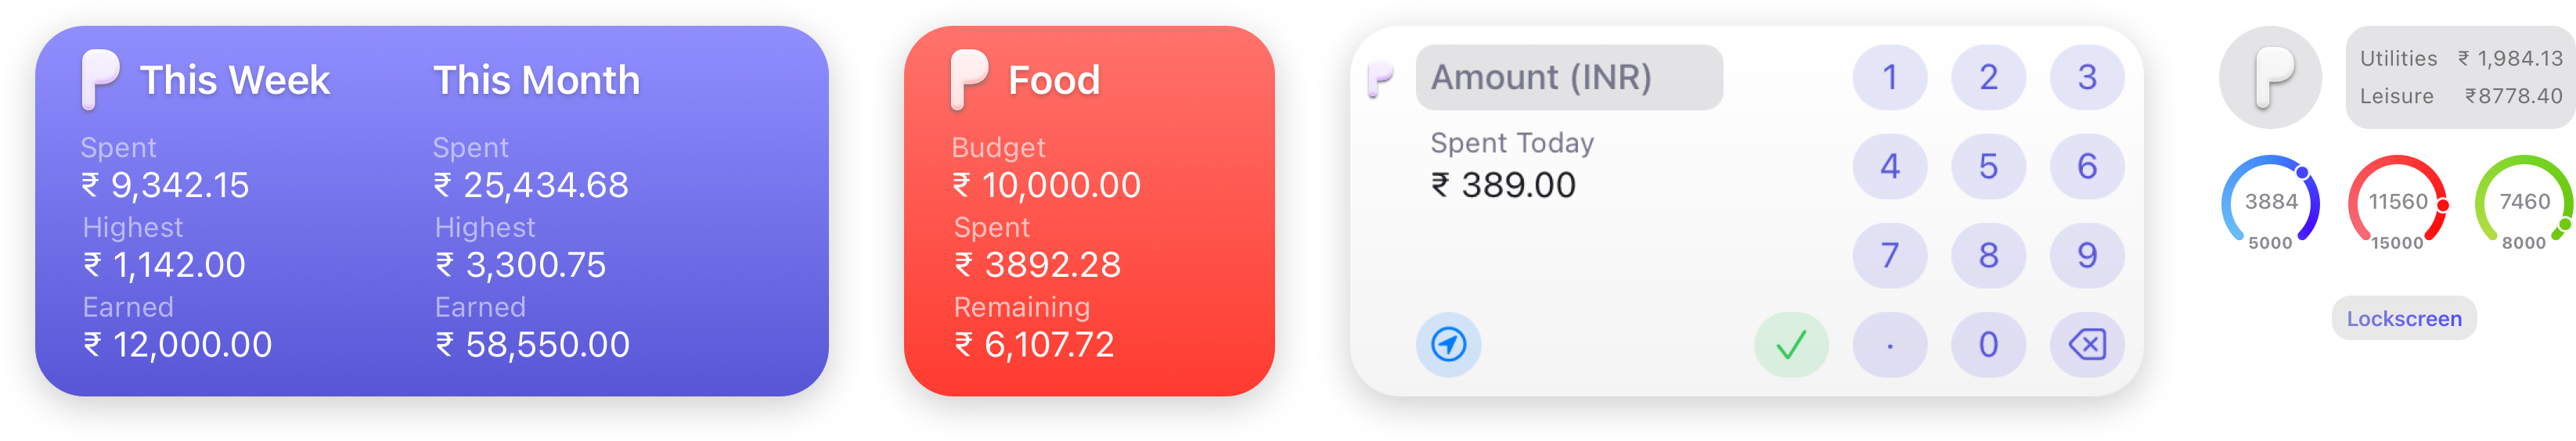 This Week
Spent
₹ 9,342.15
Highest
₹ 1,142.00
Earned
₹ 12,000.00
This Month
Spent
₹ 25,434.68
Highest
₹ 3,300.75
Earned
₹ 58,550.00
Food
Budget
₹ 10,000.00
Spent
₹ 3892.28
Remaining
₹ 6,107.72
Amount (INR)
Spent Today
₹ 389.00
1 2 3
4 5 6
7 8 9
. 0
Utilities ₹ 1,984.13
Leisure ₹8778.40
3884
5000
11560
15000
7460
8000
Lockscreen